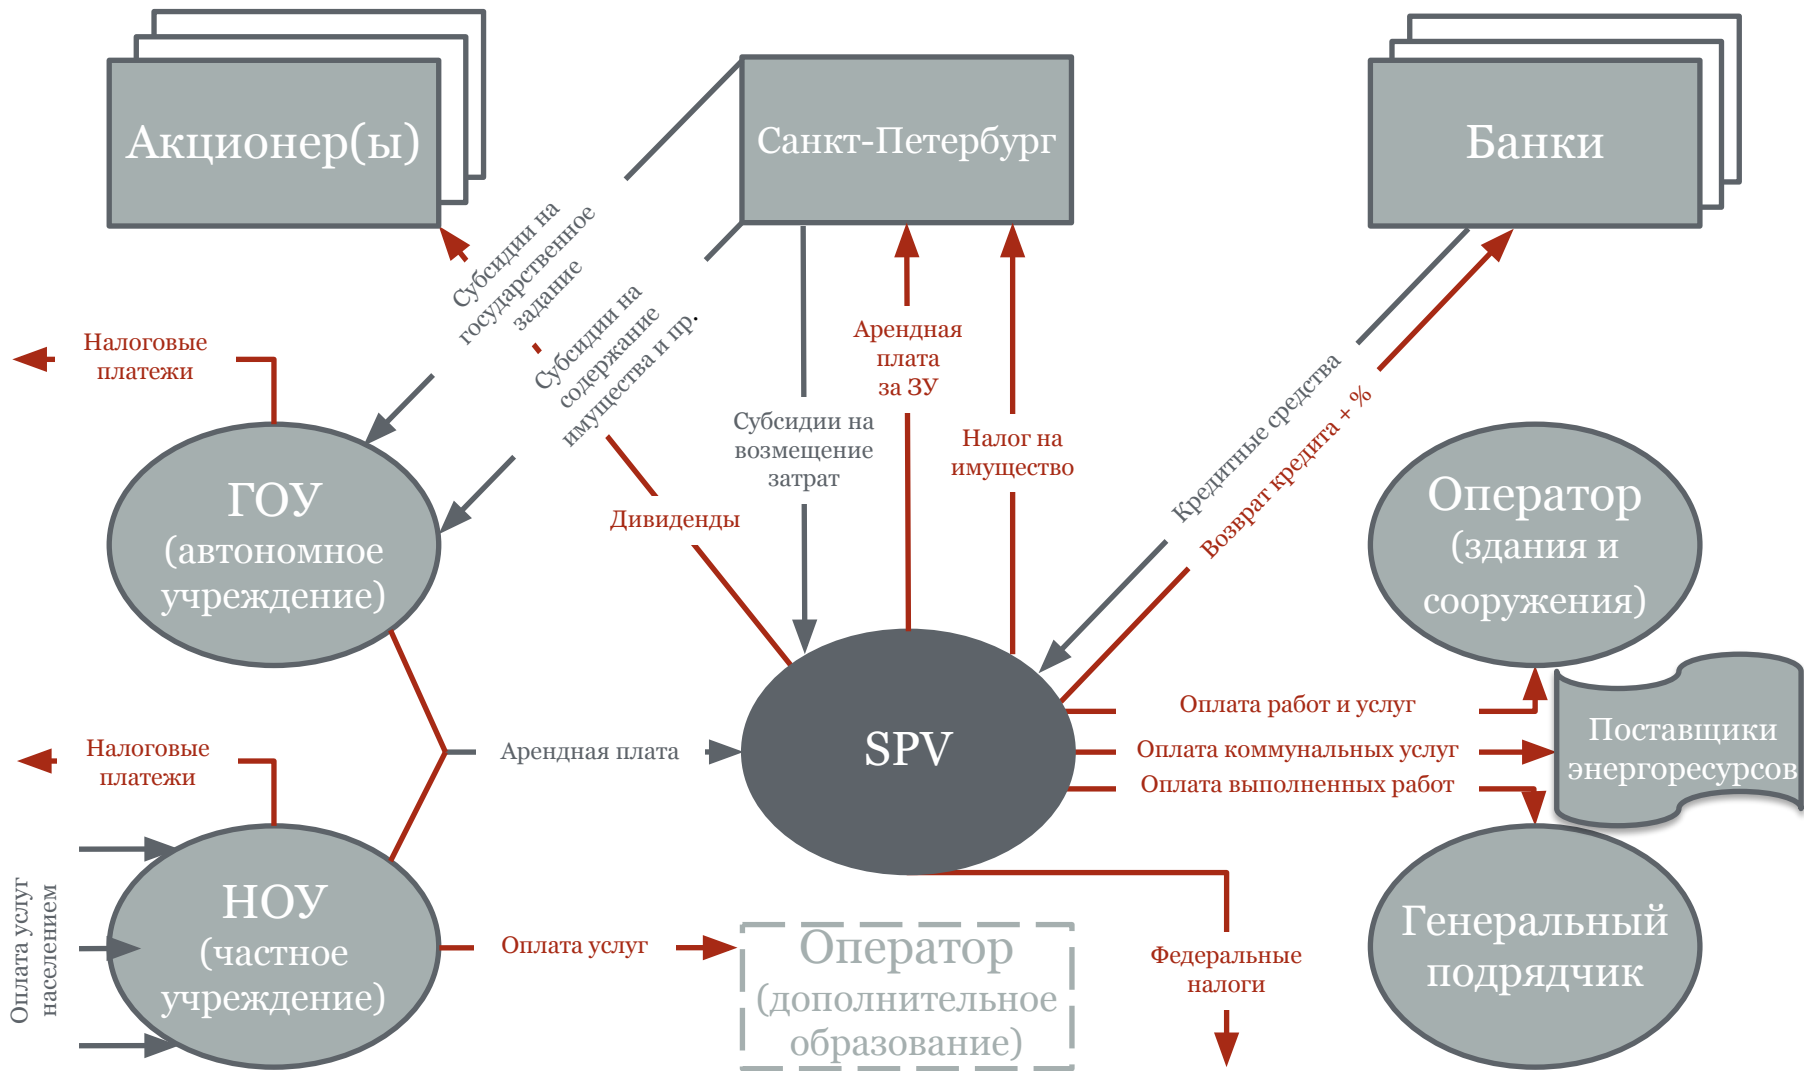 Акционер(ы)
Санкт-Петербург
Банки
Субсидии на
государственное
задание
Субсидии на
содержание
имущества и пр.
Налоговые
платежи
Арендная
плата
за ЗУ
Субсидии на
возмещение
затрат
Налог на
имущество
Кредитные средства
Возврат кредита + %
Дивиденды
ГОУ
(автономное
учреждение)
Оператор
(здания и
сооружения)
Налоговые
платежи
Арендная плата
SPV
Оплата работ и услуг
Оплата коммунальных услуг
Оплата выполненных работ
Поставщики
энергоресурсов
Оплата услуг
населением
НОУ
(частное
учреждение)
Оплата услуг
Оператор
(дополнительное
образование)
Федеральные
налоги
Генеральный
подрядчик